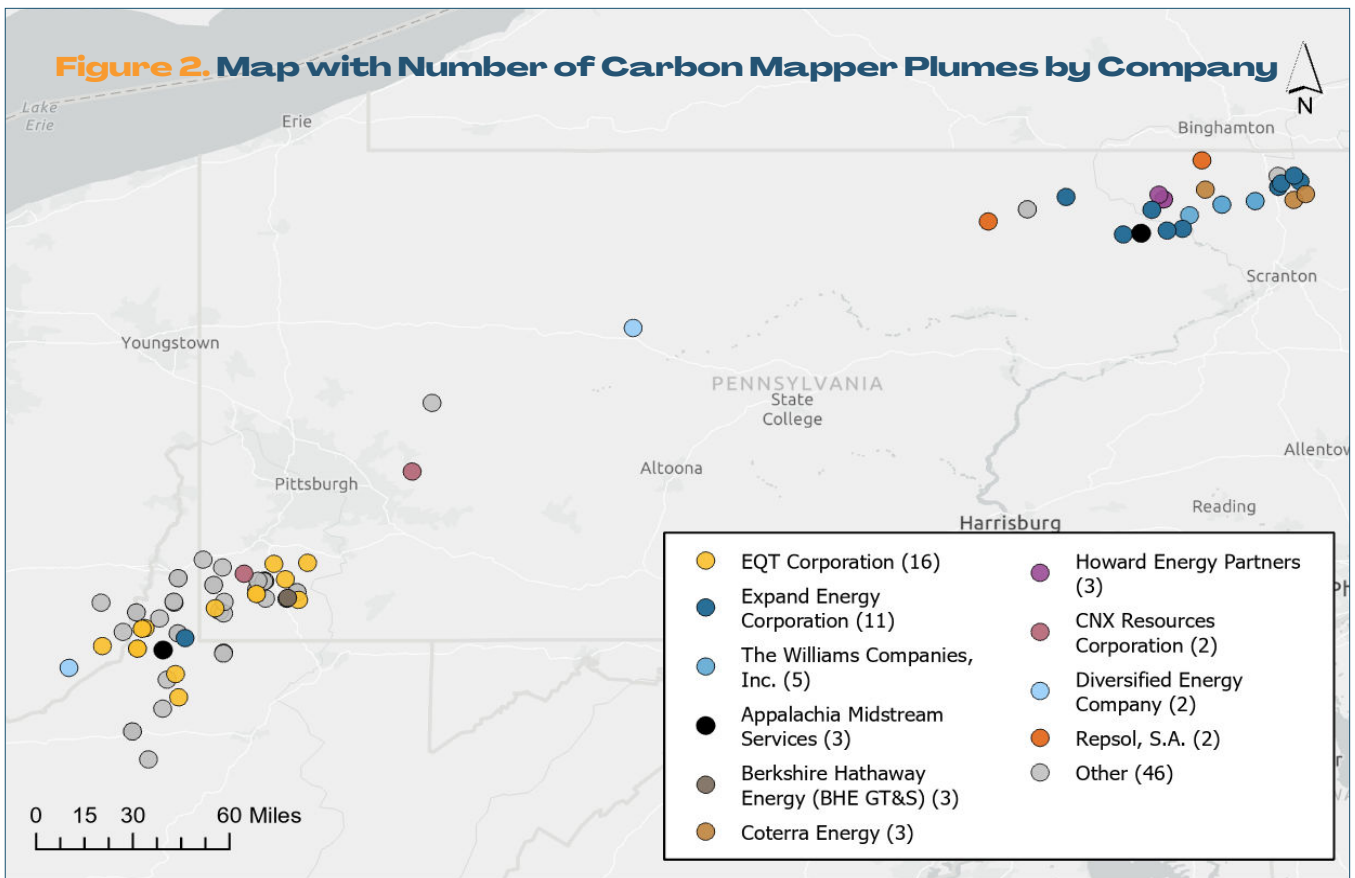 Figure 2. Map with Number of Carbon Mapper Plumes by Company
N
Lake
Erie
Erie
Binghamton
Scranton
Youngstown
PENNSYLVANIA
State
College
Altoona
Pittsburgh
Allentow
Reading
Harrisburg
EQT Corporation (16)
Expand Energy
Corporation (11)
The Williams Companies,
Inc. (5)
Appalachia Midstream
Services (3)
Berkshire Hathaway
Energy (BHE GT&S) (3)
Coterra Energy (3)
Howard Energy Partners
(3)
CNX Resources
Corporation (2)
Diversified Energy
Company (2)
Repsol, S.A. (2)
Other (46)
0 15 30 60 Miles